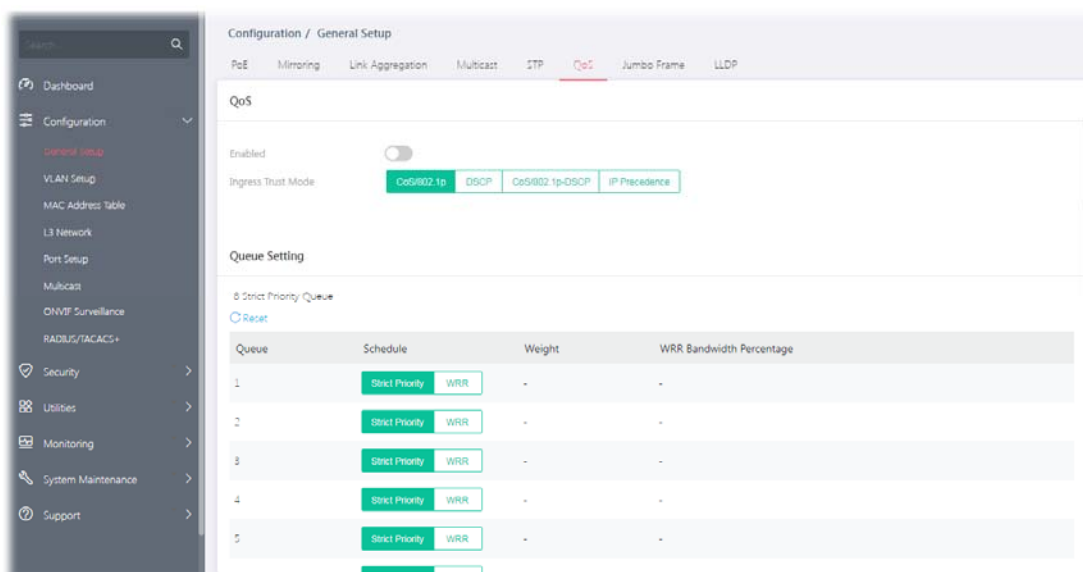 Search...
Dashboard
Configuration
General Setup
VLAN Setup
MAC Address Table
L3 Network
Port Setup
Multicast
ONVIF Surveillance
RADIUS/TACACS+
Security
Utilities
Monitoring
System Maintenance
Support
Configuration / General Setup
PoE Mirroring Link Aggregation Multicast STP QoS Jumbo Frame LLDP
QoS
Enabled
Ingress Trust Mode CoS/802.1p DSCP CoS/802.1p-DSCP IP Precedence
Queue Setting
8 Strict Priority Queue
Reset
Queue Schedule Weight WRR Bandwidth Percentage
1 Strict Priority WRR - -
2 Strict Priority WRR - -
3 Strict Priority WRR - -
4 Strict Priority WRR - -
5 Strict Priority WRR - -